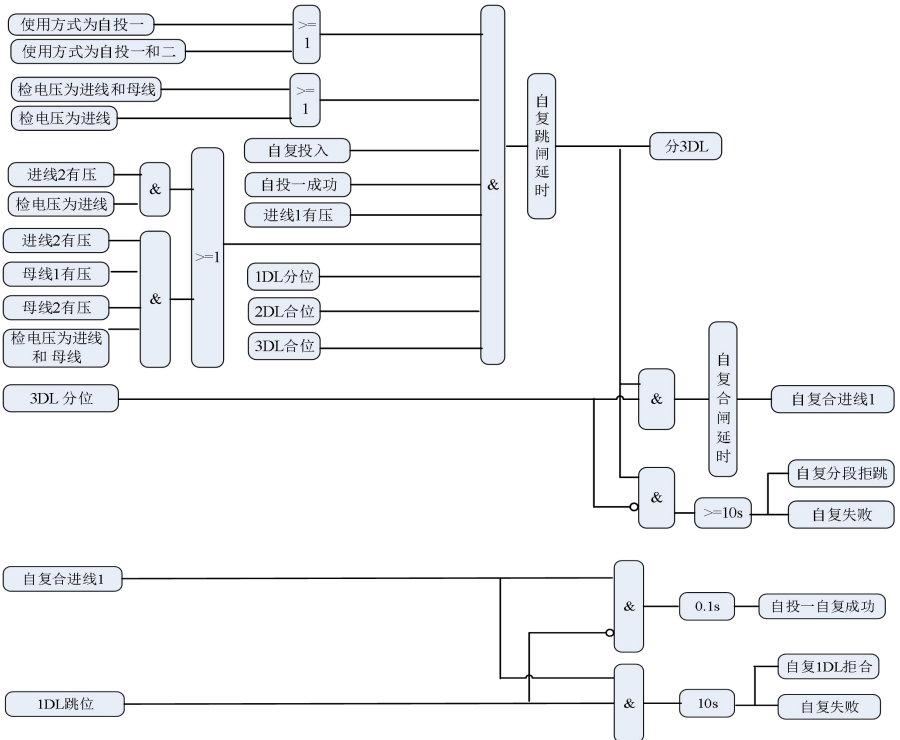 使用方式为自投一
使用方式为自投一和二
>=
1
检电压为进线和母线
检电压为进线
>=
1
自复投入
自投一成功
进线1有压
进线2有压
检电压为进线
&
进线2有压
母线1有压
母线2有压
检电压为进线
和 母线
&
>=1
1DL分位
2DL合位
3DL合位
&
自复跳闸延时
分3DL
3DL 分位
&
自复合闸延时
自复合进线1
&
>=10s
自复分段拒跳
自复失败
自复合进线1
&
0.1s
自投一自复成功
1DL跳位
&
10s
自复1DL拒合
自复失败